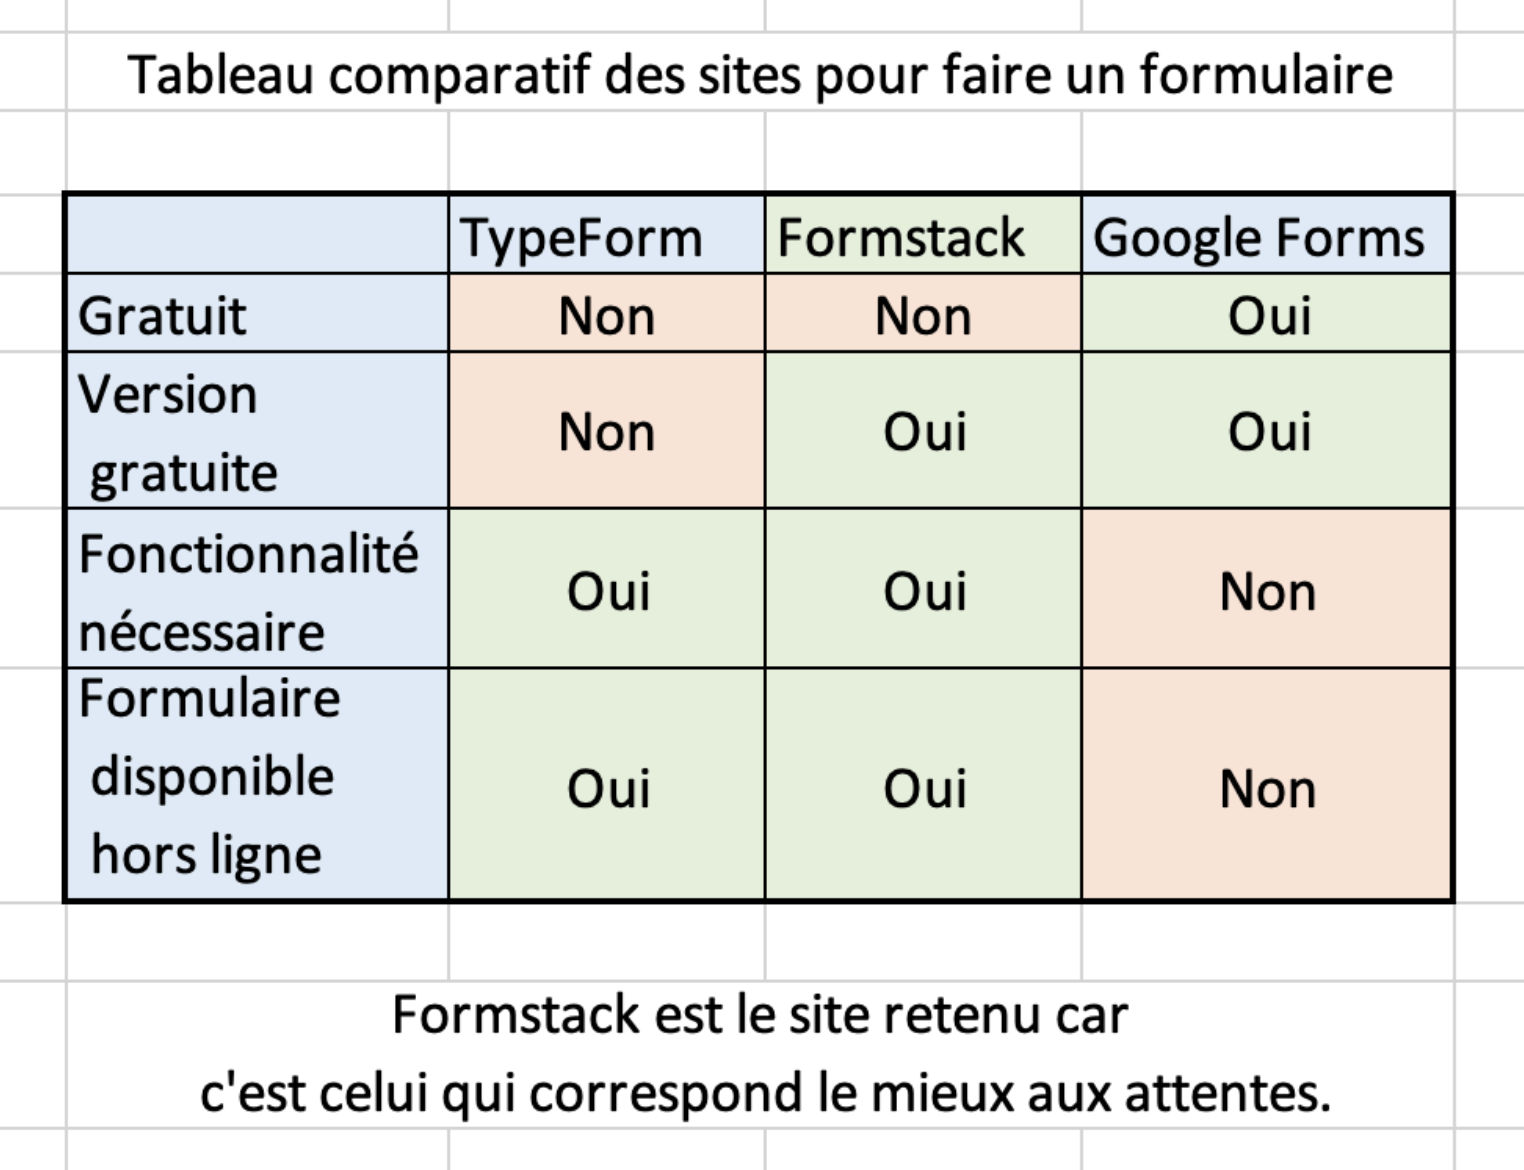 Tableau comparatif des sites pour faire un formulaire
TypeForm Formstack Google Forms
Gratuit Non Non Oui
Version
gratuite
Non Oui Oui
Fonctionnalité
nécessaire
Oui Oui Non
Formulaire
disponible
hors ligne
Oui Oui Non
Formstack est le site retenu car
c'est celui qui correspond le mieux aux attentes.